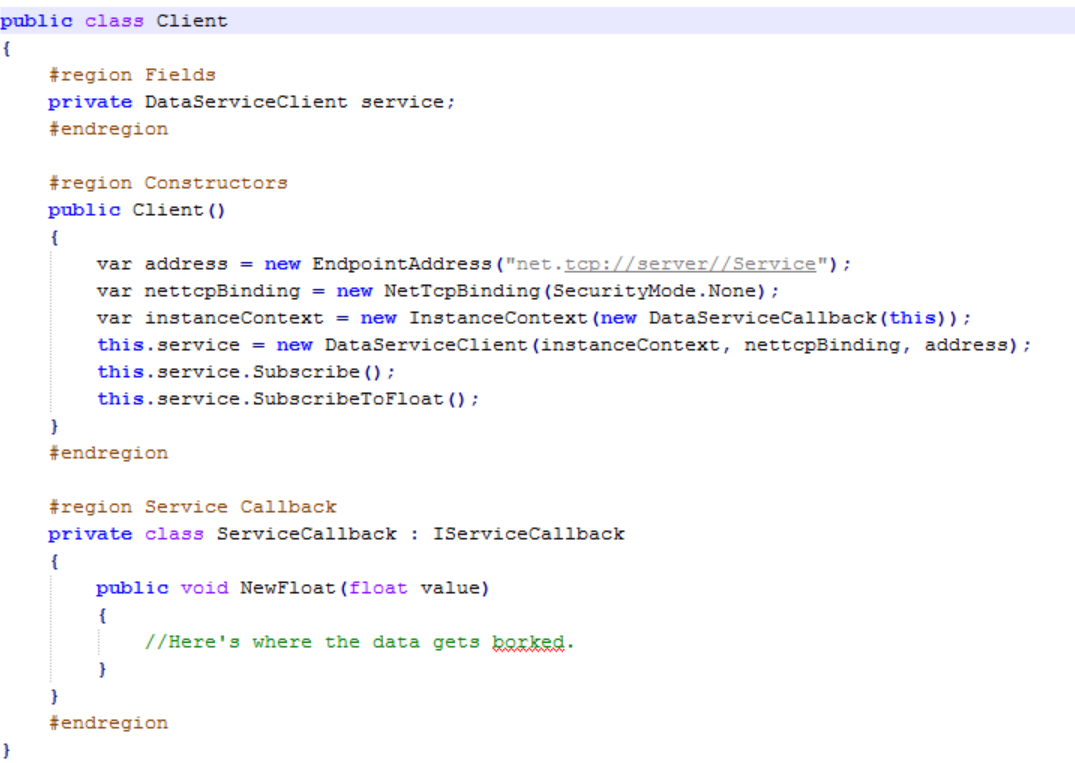 public class Client
{
#region Fields
private DataServiceClient service;
#endregion
#region Constructors
public Client()
{
var address = new EndpointAddress("net.tcp://server//Service");
var nettcpBinding = new NetTcpBinding(SecurityMode.None);
var instanceContext = new InstanceContext(new DataServiceCallback(this));
this.service = new DataServiceClient(instanceContext, nettcpBinding, address);
this.service.Subscribe();
this.service.SubscribeToFloat();
}
#endregion
#region Service Callback
private class ServiceCallback : IServiceCallback
{
public void NewFloat(float value)
{
//Here's where the data gets borked.
}
}
#endregion
}